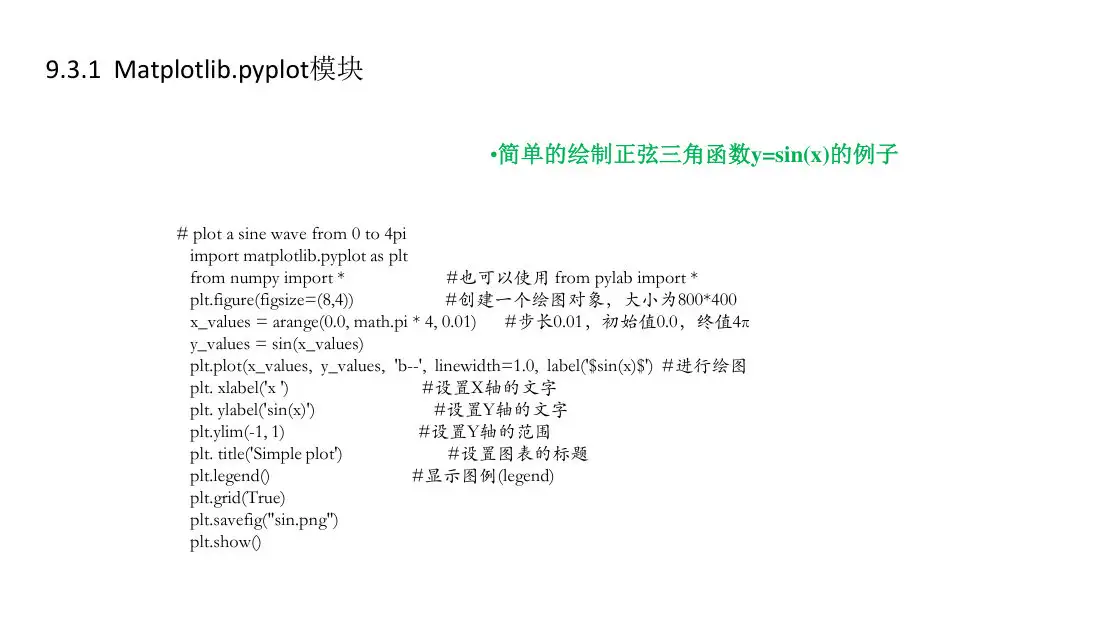 9.3.1 Matplotlib.pyplot模块
•简单的绘制正弦三角函数y=sin(x)的例子
# plot a sine wave from 0 to 4pi
import matplotlib.pyplot as plt
from numpy import * #也可以使用 from pylab import *
plt.figure(figsize=(8,4)) #创建一个绘图对象，大小为800*400
x_values = arange(0.0, math.pi * 4, 0.01) #步长0.01，初始值0.0，终值4π
y_values = sin(x_values)
plt.plot(x_values, y_values, 'b--', linewidth=1.0, label('$sin(x)$') #进行绘图
plt. xlabel('x ') #设置X轴的文字
plt. ylabel('sin(x)') #设置Y轴的文字
plt.ylim(-1, 1) #设置Y轴的范围
plt. title('Simple plot') #设置图表的标题
plt.legend() #显示图例(legend)
plt.grid(True)
plt.savefig("sin.png")
plt.show()